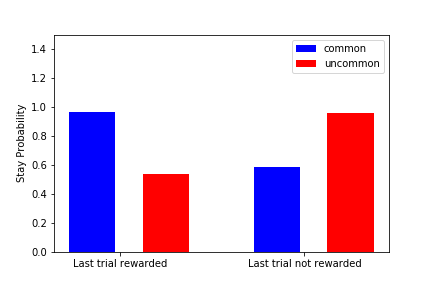 Stay Probability
1.4
1.2
1.0
0.8
0.6
0.4
0.2
0.0
common
uncommon
Last trial rewarded
Last trial not rewarded